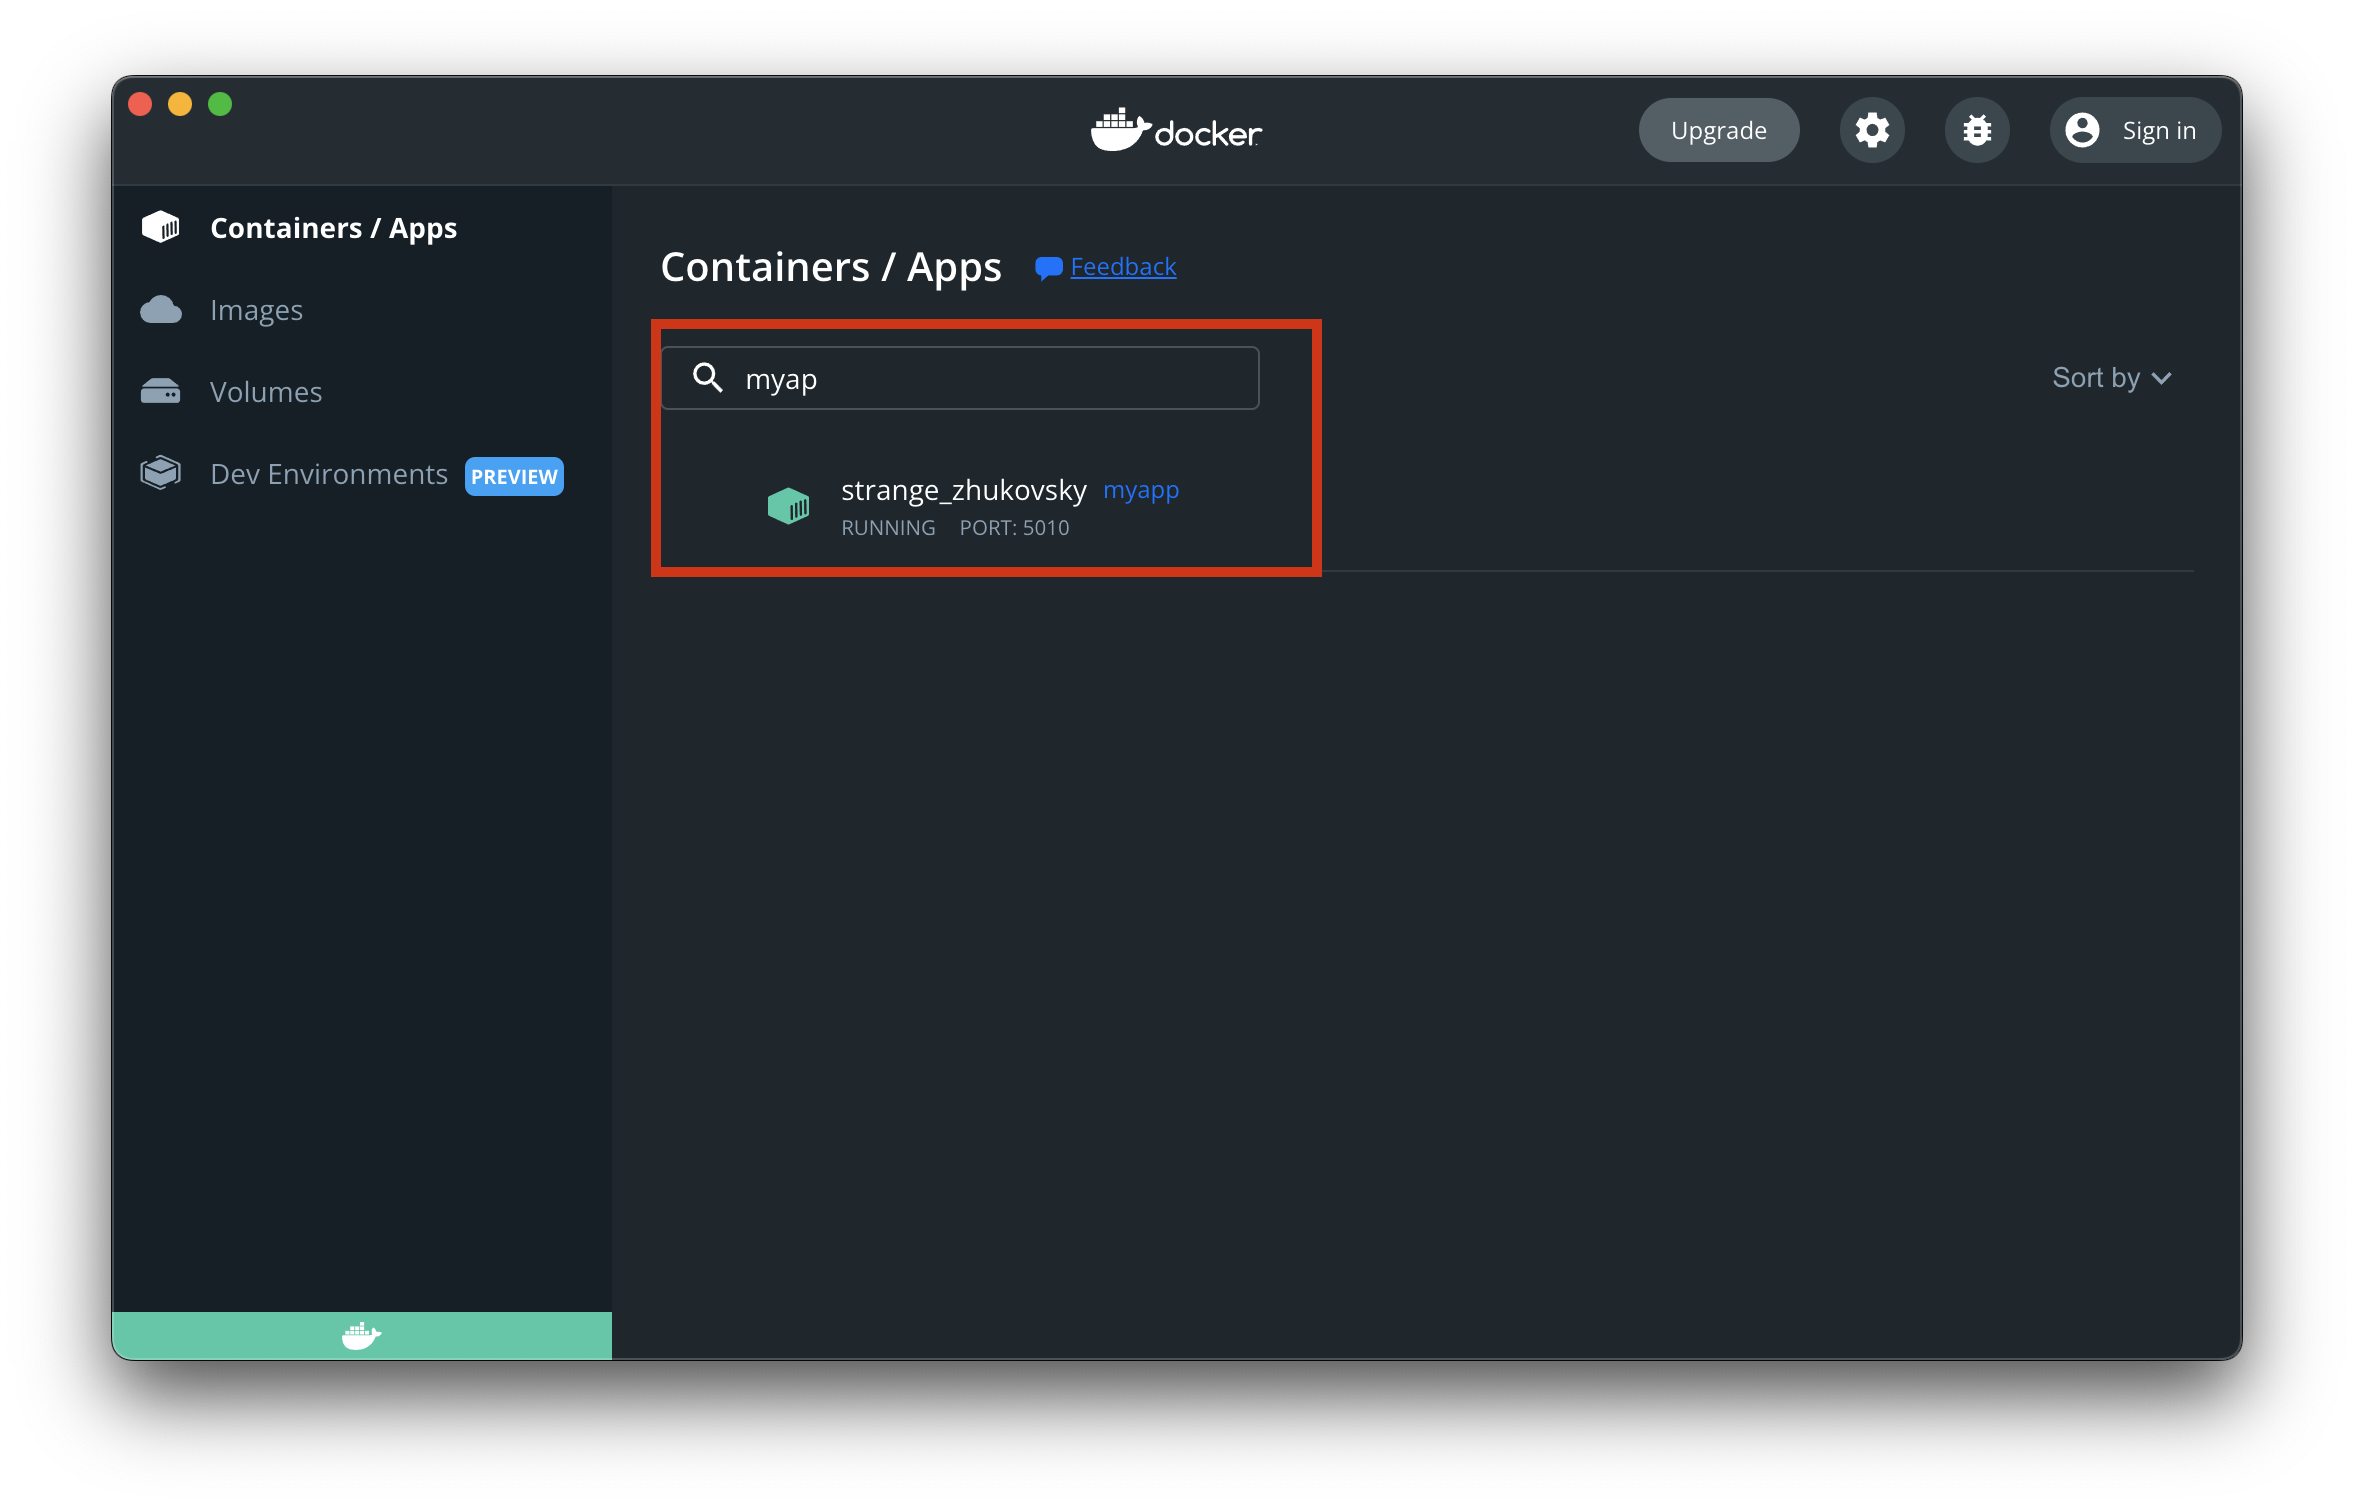 docker
Upgrade
Sign in
Containers / Apps
Images
Volumes
Dev Environments PREVIEW
Containers / Apps Feedback
myap
Sort by
strange_zhukovsky myapp
RUNNING PORT: 5010